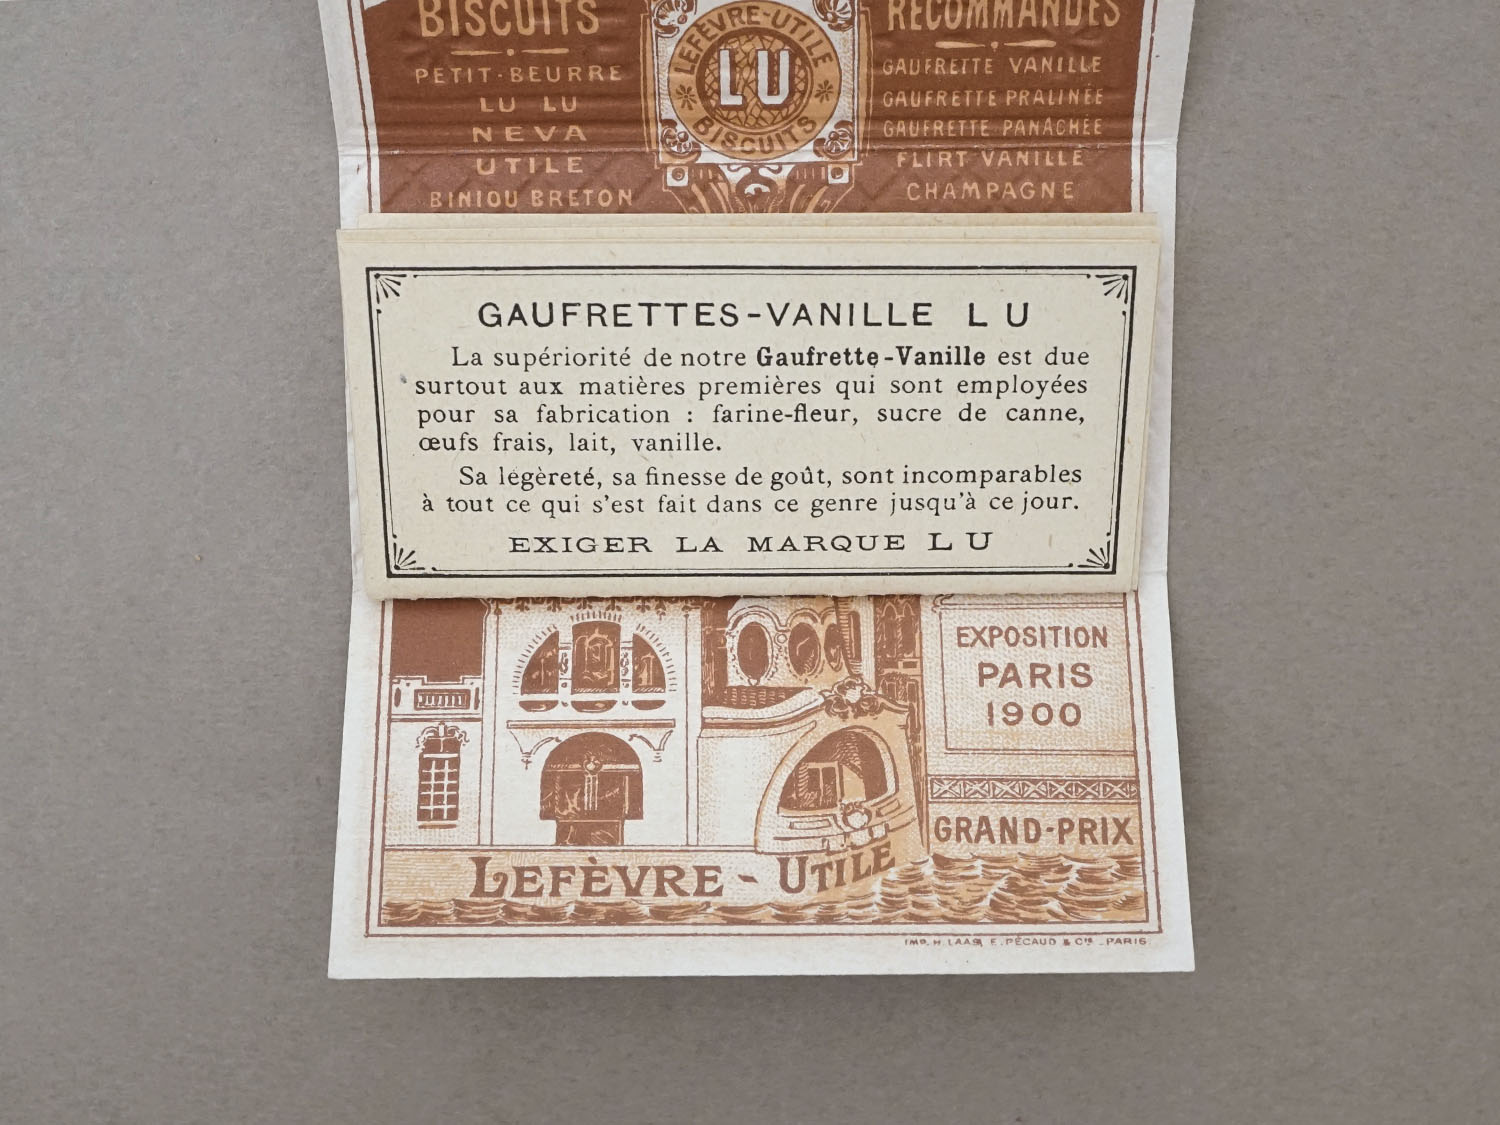 BISCUITS
PETIT-BEURRE
LU LU
NEVA
UTILE
BINIOU BRETON
LEFÈVRE-UTILE
LU
BISCUITS
RECOMMANDÉS
GAUFRETTE VANILLE
GAUFRETTE PRALINÉE
GAUFRETTE PANACHÉE
FLIRT VANILLE
CHAMPAGNE
GAUFRETTES-VANILLE LU
La supériorité de notre Gaufrette-Vanille est due
surtout aux matières premières qui sont employées
pour sa fabrication : farine-fleur, sucre de canne,
œufs frais, lait, vanille.
Sa légèreté, sa finesse de goût, sont incomparables
à tout ce qui s'est fait dans ce genre jusqu'à ce jour.
EXIGER LA MARQUE LU
EXPOSITION
PARIS
1900
GRAND-PRIX
LEFÈVRE-UTILE
IMP. H. LAAS, E. PÉCAUD & Cie - PARIS